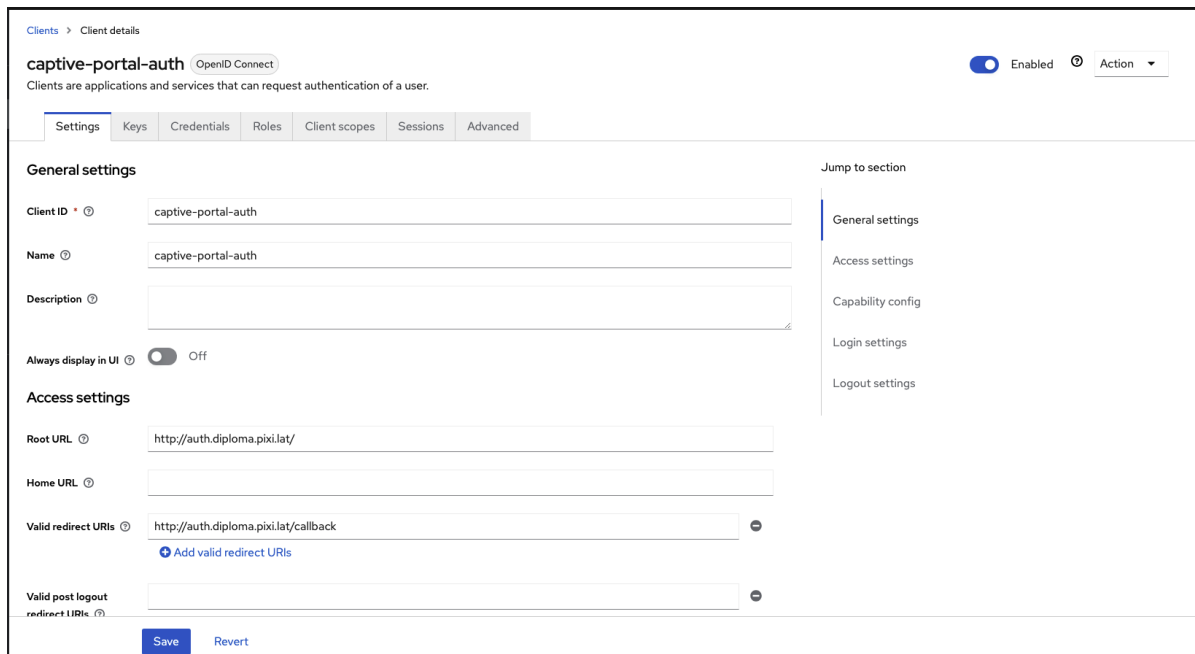 Clients > Client details
captive-portal-auth OpenID Connect
Enabled Action
Clients are applications and services that can request authentication of a user.
Settings Keys Credentials Roles Client scopes Sessions Advanced
General settings
Jump to section
Client ID * captive-portal-auth
General settings
Name captive-portal-auth
Access settings
Description
Capability config
Always display in UI Off
Login settings
Logout settings
Access settings
Root URL http://auth.diploma.pixi.lat/
Home URL
Valid redirect URIs http://auth.diploma.pixi.lat/callback
Add valid redirect URIs
Valid post logout
redirect URIs
Save Revert